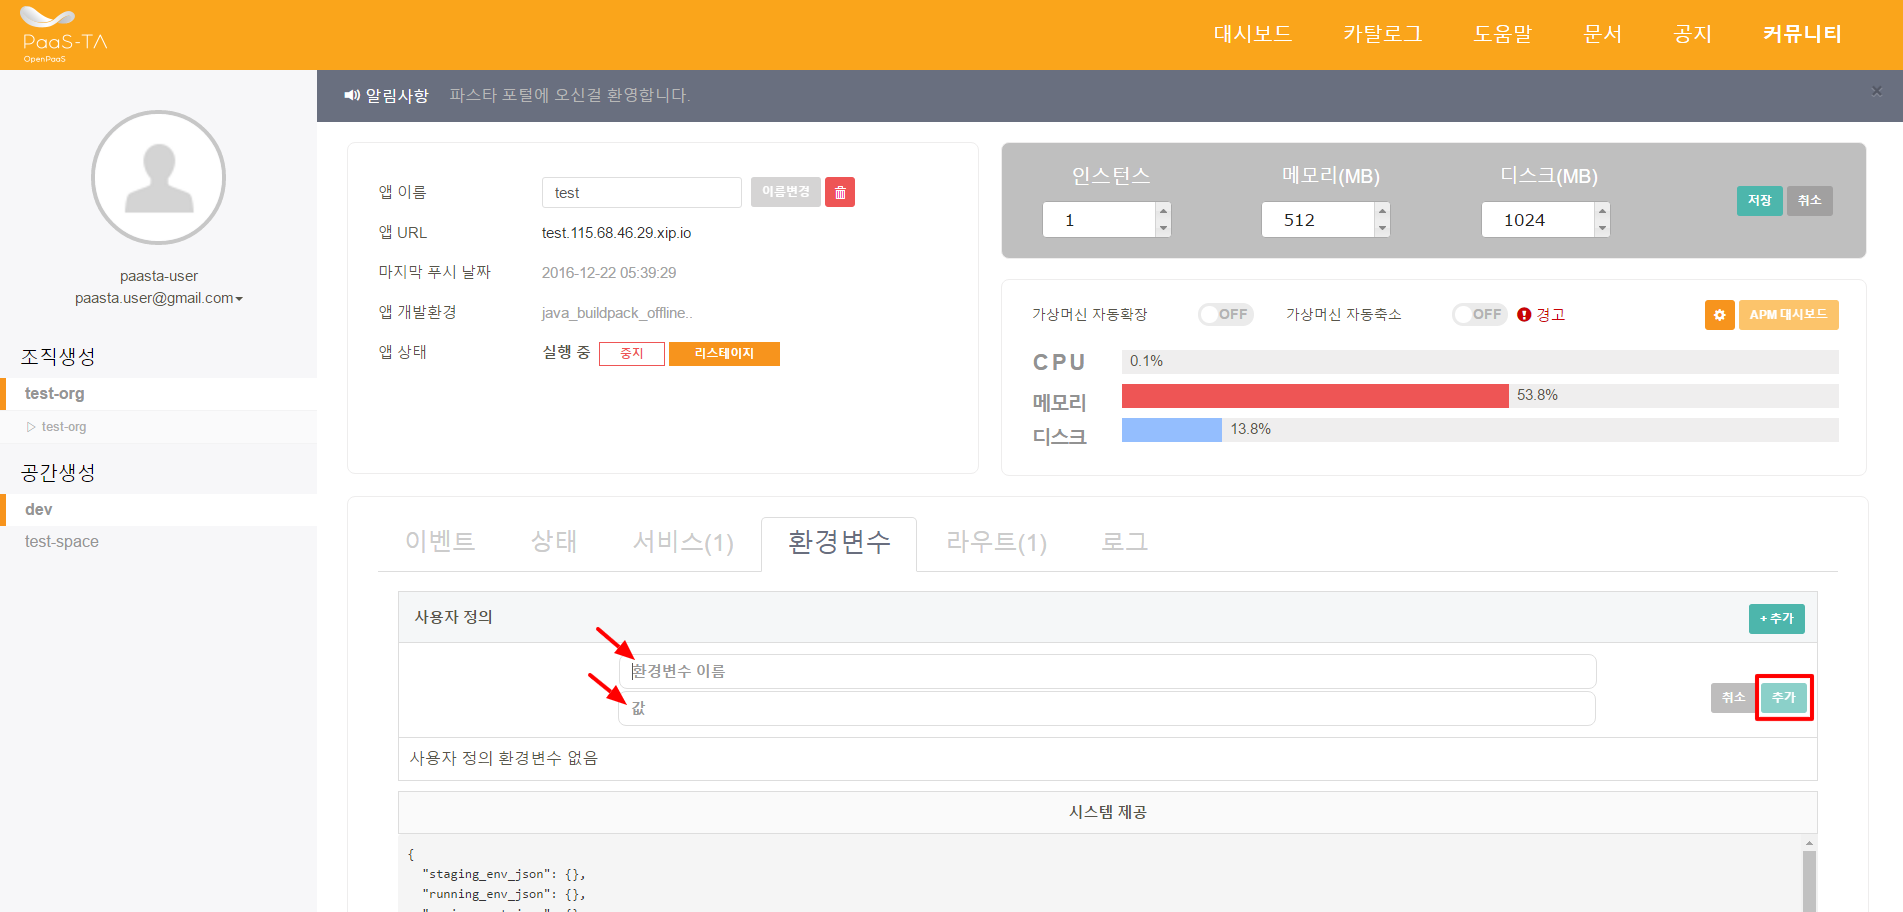 PaaS-TA
OpenPaaS
대시보드
카탈로그
도움말
문서
공지
커뮤니티
알림사항
파스타 포털에 오신걸 환영합니다.
×
paasta-user
paasta.user@gmail.com
조직생성
test-org
test-org
공간생성
dev
test-space
앱 이름
test
이름변경
앱 URL
test.115.68.46.29.xip.io
마지막 푸시 날짜
2016-12-22 05:39:29
앱 개발환경
java_buildpack_offline..
앱 상태
실행 중
중지
리스테이지
인스턴스
메모리(MB)
디스크(MB)
1
512
1024
저장
취소
가상머신 자동확장
OFF
가상머신 자동축소
OFF
경고
APM 대시보드
CPU
0.1%
메모리
53.8%
디스크
13.8%
이벤트
상태
서비스(1)
환경변수
라우트(1)
로그
사용자 정의
+ 추가
환경변수 이름
값
취소
추가
사용자 정의 환경변수 없음
시스템 제공
{
"staging_env_json": {},
"running_env_json": {},